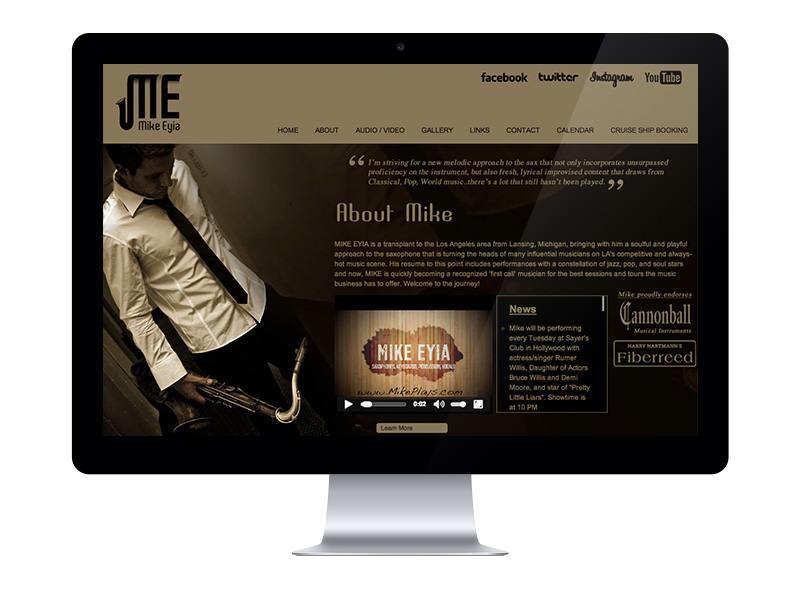 ME
Mike Eyia
facebook twitter Instagram YouTube
HOME ABOUT AUDIO / VIDEO GALLERY LINKS CONTACT CALENDAR CRUISE SHIP BOOKING
“I'm striving for a new melodic approach to the sax that not only incorporates unsurpassed
proficiency on the instrument, but also fresh, lyrical improvised content that draws from
Classical, Pop, World music..there's a lot that still hasn't been played.”
About Mike
MIKE EYIA is a transplant to the Los Angeles area from Lansing, Michigan, bringing with him a soulful and playful
approach to the saxophone that is turning the heads of many influential musicians on LA's competitive and always-
hot music scene. His resume to this point includes performances with a constellation of jazz, pop, and soul stars
and now, MIKE is quickly becoming a recognized 'first call' musician for the best sessions and tours the music
business has to offer. Welcome to the journey!
MIKE EYIA
SAXOPHONES, KEYBOARDS, PERCUSSION, VOCALS
www.MikePlays.com
0:02
Learn More
News
Mike will be performing
every Tuesday at Sayer's
Club in Hollywood with
actress/singer Rumer
Willis, Daughter of Actors
Bruce Willis and Demi
Moore, and star of "Pretty
Little Liars". Showtime is
at 10 PM
Mike proudly endorses
Cannonball
Musical Instruments
HARRY HARTMANN'S
Fiberreed